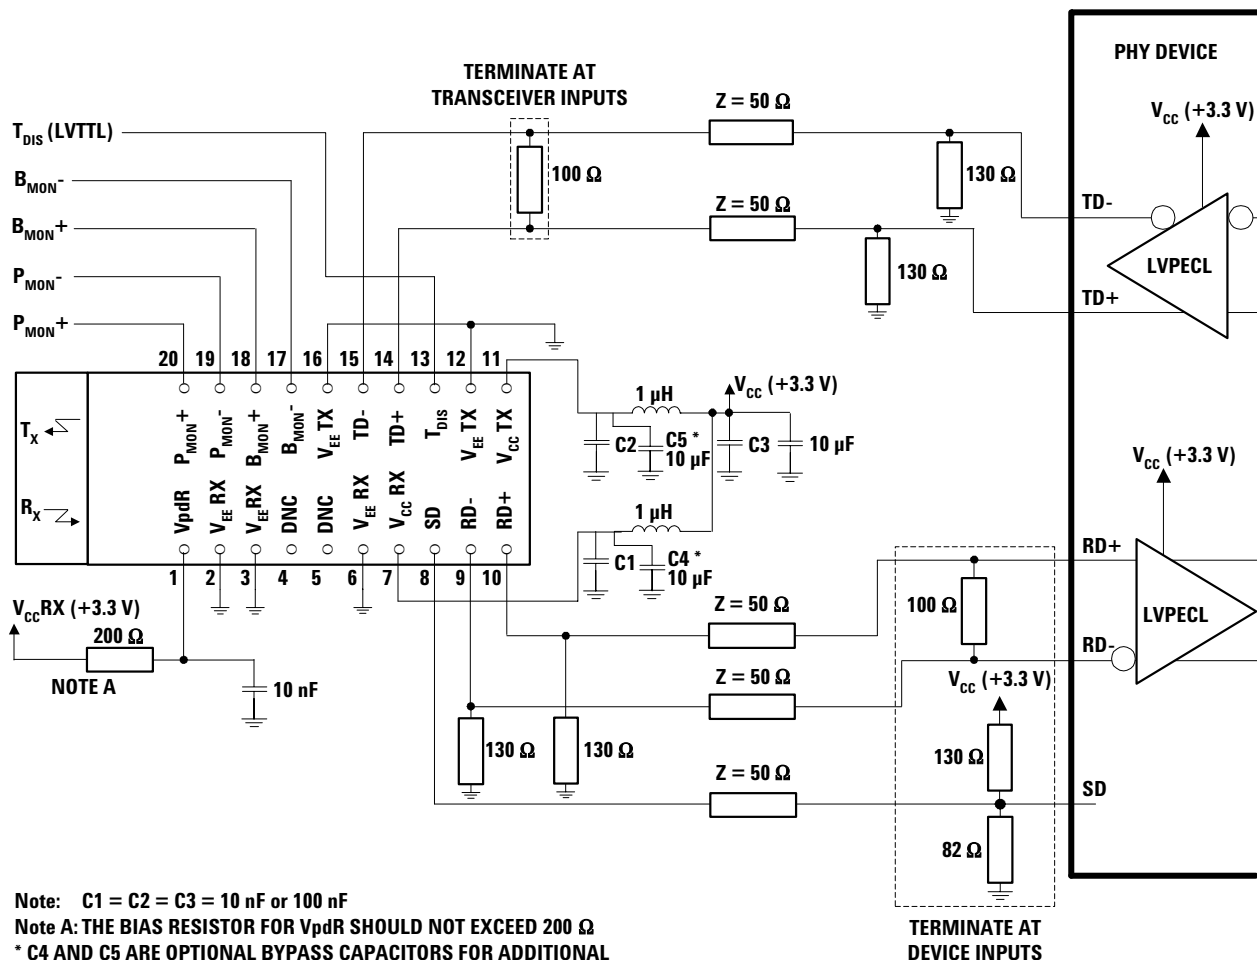 PHY DEVICE
TERMINATE AT
TRANSCEIVER INPUTS
Z = 50 Ω
V_CC (+3.3 V)
T_DIS (LVTTL)
100 Ω
130 Ω
B_MON-
Z = 50 Ω
TD-
B_MON+
LVPECL
130 Ω
P_MON-
TD+
P_MON+
20 19 18 17 16 15 14 13 12 11
V_CC (+3.3 V)
1 µH
T_X
P_MON+
P_MON-
B_MON+
B_MON-
V_EE TX
TD-
TD+
T_DIS
V_EE TX
V_CC TX
C2
C5 *
10 µF
C3
10 µF
V_CC (+3.3 V)
R_X
VpdR
V_EE RX
V_EE RX
DNC
DNC
V_EE RX
V_CC RX
SD
RD-
RD+
1 µH
C1
C4 *
10 µF
RD+
1 2 3 4 5 6 7 8 9 10
100 Ω
LVPECL
V_CC RX (+3.3 V)
Z = 50 Ω
200 Ω
RD-
NOTE A
10 nF
Z = 50 Ω
V_CC (+3.3 V)
130 Ω
130 Ω
130 Ω
Z = 50 Ω
SD
82 Ω
Note: C1 = C2 = C3 = 10 nF or 100 nF
Note A: THE BIAS RESISTOR FOR VpdR SHOULD NOT EXCEED 200 Ω
* C4 AND C5 ARE OPTIONAL BYPASS CAPACITORS FOR ADDITIONAL
TERMINATE AT
DEVICE INPUTS